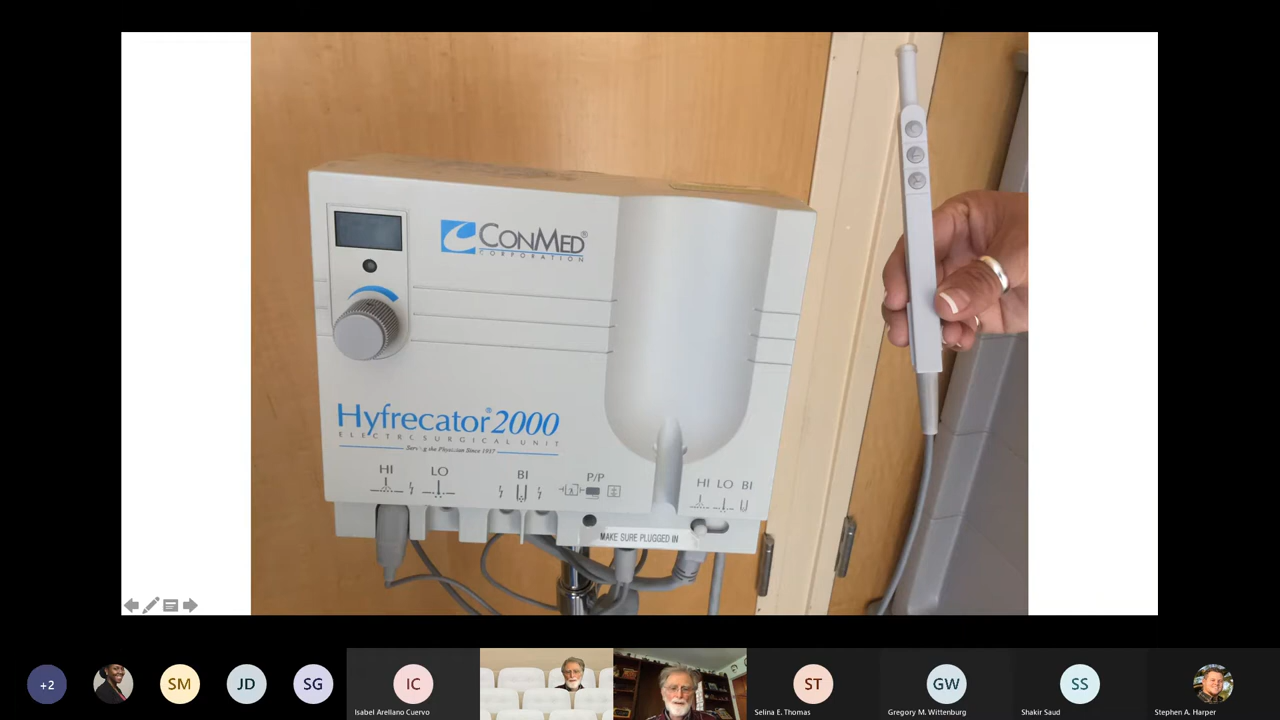 CONMED®
CORPORATION
Hyfrecator®2000
ELECTROSURGICAL UNIT
Serving the Physician Since 1937
HI LO BI P/P HI LO BI
MAKE SURE PLUGGED IN
+2 SM JD SG IC ST GW SS
Isabel Arellano Cuervo Selina E. Thomas Gregory M. Wittenburg Shakir Saud Stephen A. Harper